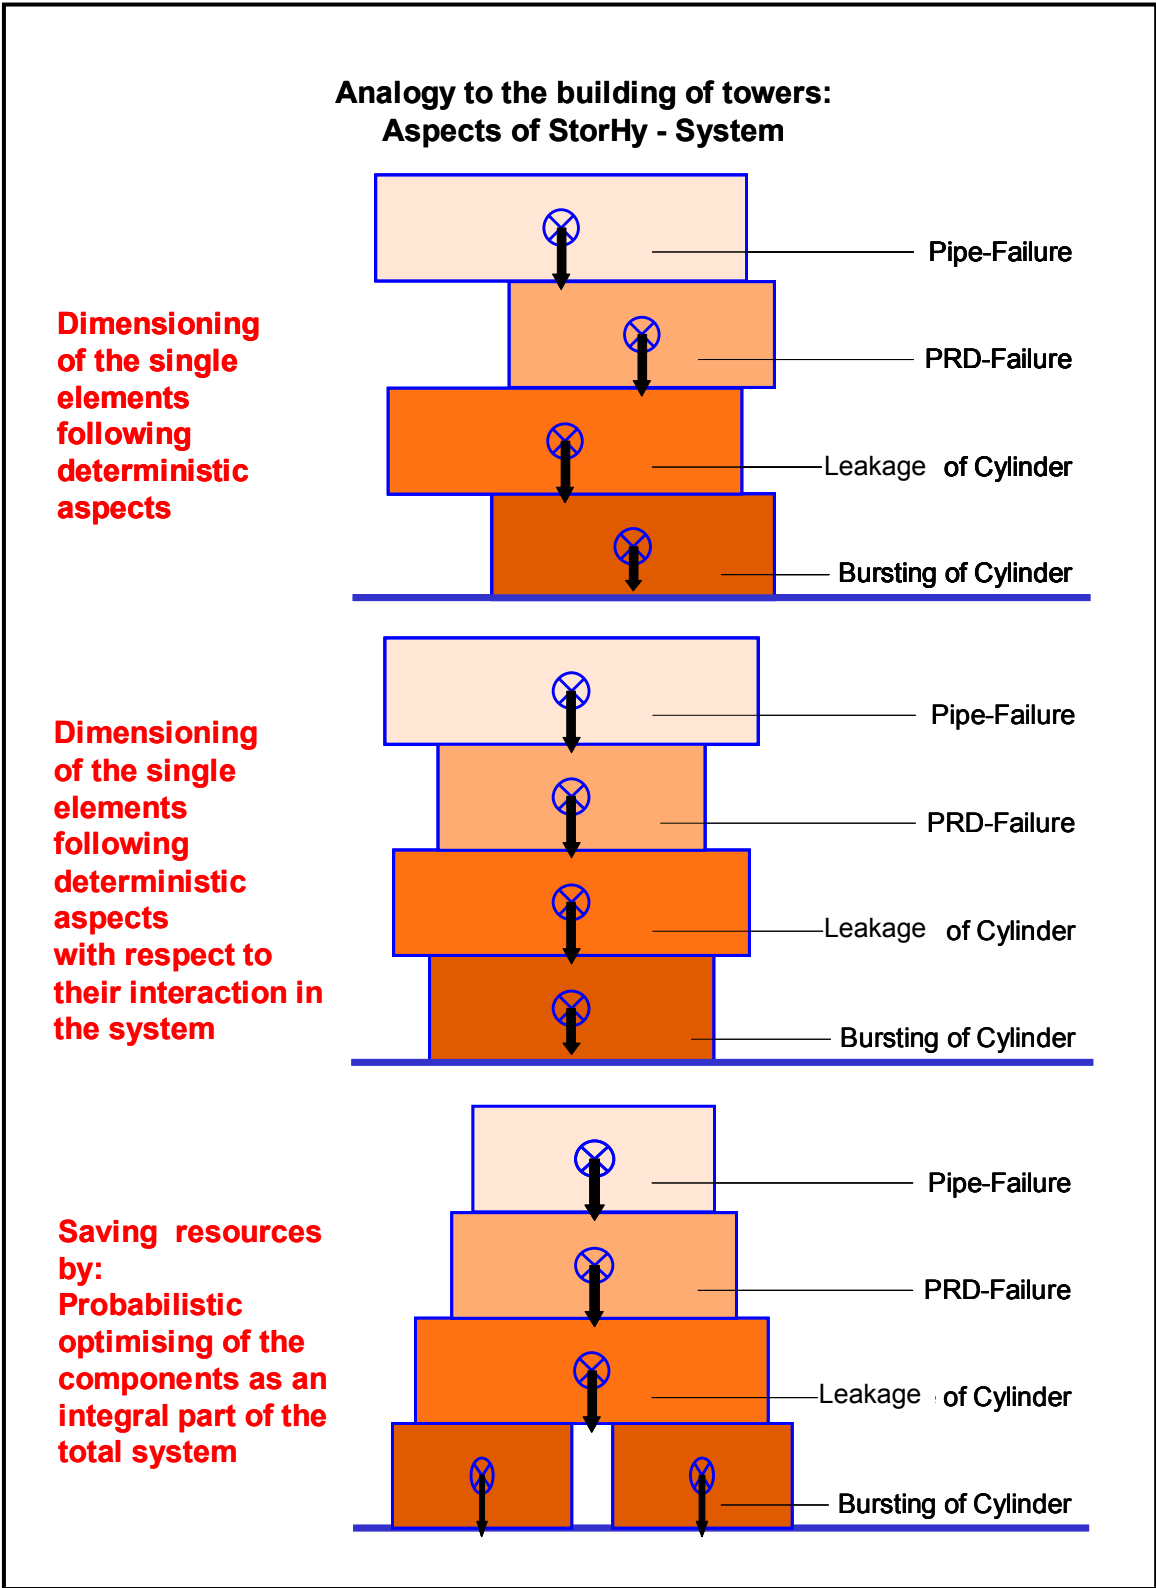 Analogy to the building of towers:
Aspects of StorHy - System
Dimensioning
of the single
elements
following
deterministic
aspects
Pipe-Failure
PRD-Failure
Leakage of Cylinder
Bursting of Cylinder
Dimensioning
of the single
elements
following
deterministic
aspects
with respect to
their interaction in
the system
Pipe-Failure
PRD-Failure
Leakage of Cylinder
Bursting of Cylinder
Saving resources
by:
Probabilistic
optimising of the
components as an
integral part of the
total system
Pipe-Failure
PRD-Failure
Leakage of Cylinder
Bursting of Cylinder